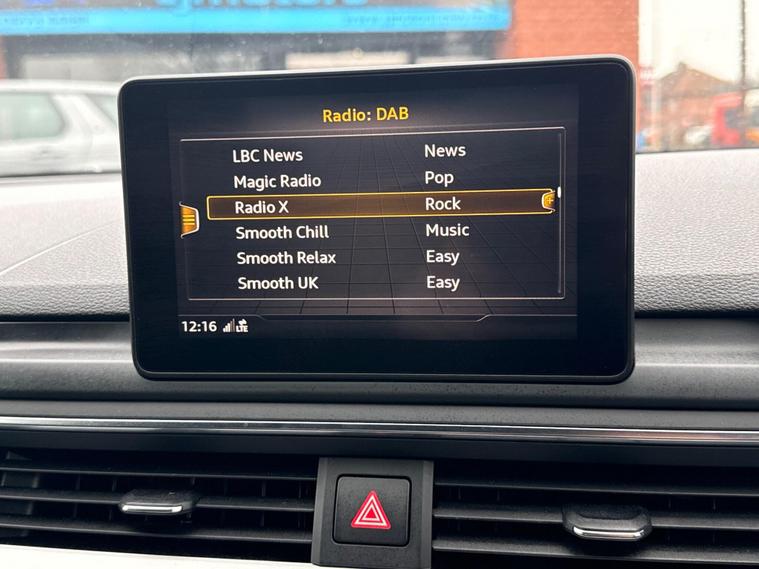 Radio: DAB
LBC News News
Magic Radio Pop
Radio X Rock
Smooth Chill Music
Smooth Relax Easy
Smooth UK Easy
12:16 LTE